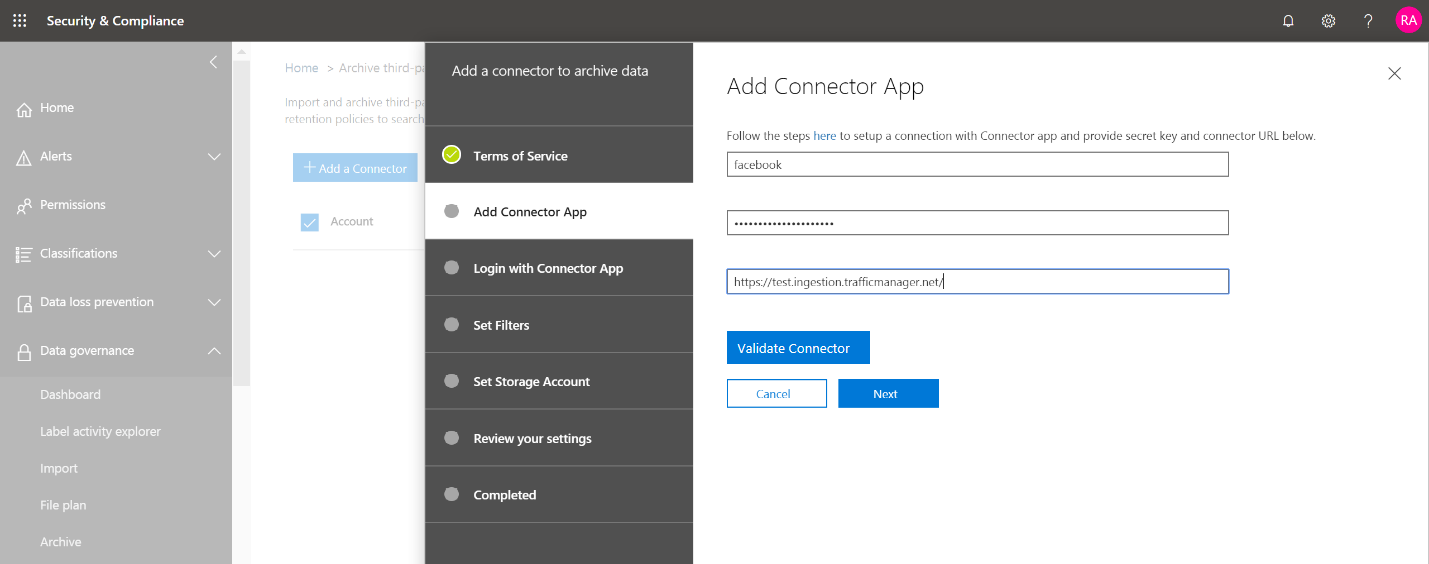 Security & Compliance
RA
Home
Alerts
Permissions
Classifications
Data loss prevention
Data governance
Dashboard
Label activity explorer
Import
File plan
Archive
Home > Archive third-pa
Import and archive third-pa
retention policies to search
+ Add a Connector
Account
Add a connector to archive data
Terms of Service
Add Connector App
Login with Connector App
Set Filters
Set Storage Account
Review your settings
Completed
Add Connector App
Follow the steps here to setup a connection with Connector app and provide secret key and connector URL below.
facebook
•••••••••••••••••••••
https://test.ingestion.trafficmanager.net/
Validate Connector
Cancel
Next